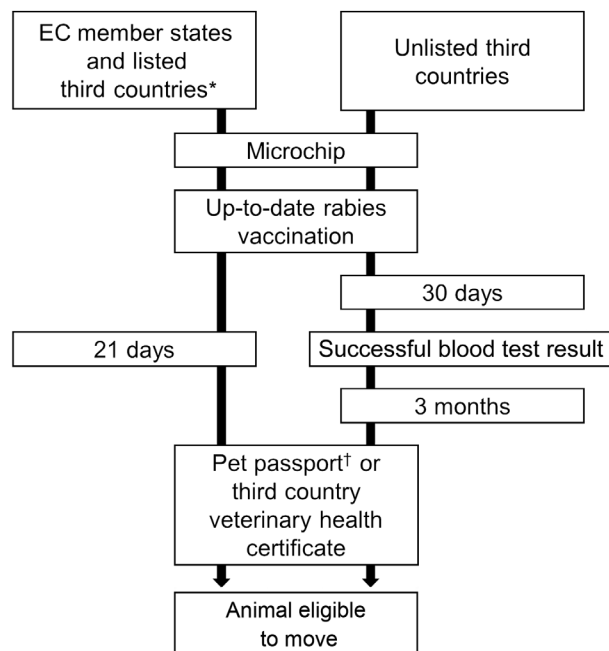 EC member states
and listed
third countries*
Unlisted third
countries
Microchip
Up-to-date rabies
vaccination
30 days
21 days
Successful blood test result
3 months
Pet passport† or
third country
veterinary health
certificate
Animal eligible
to move